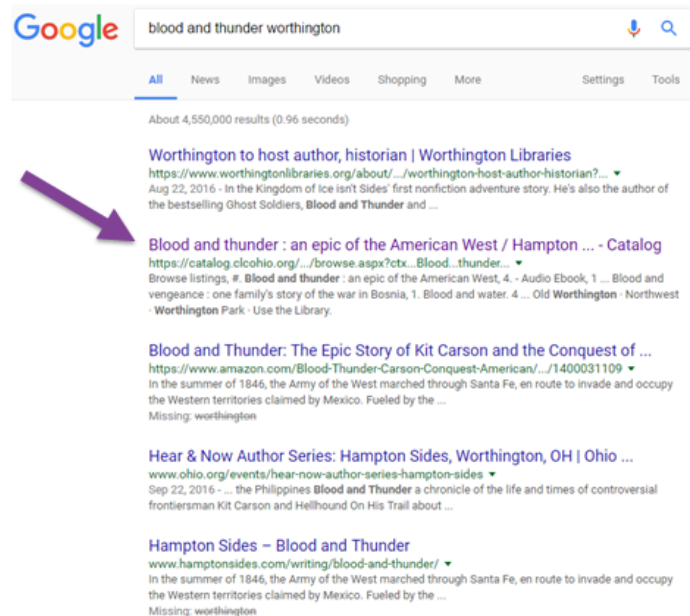 Google
blood and thunder worthington
All News Images Videos Shopping More Settings Tools
About 4,550,000 results (0.96 seconds)
Worthington to host author, historian | Worthington Libraries
https://www.worthingtonlibraries.org/about/.../worthington-host-author-historian?...
Aug 22, 2016 - In the Kingdom of Ice isn't Sides' first nonfiction adventure story. He's also the author of
the bestselling Ghost Soldiers, Blood and Thunder and ...
Blood and thunder : an epic of the American West / Hampton ... - Catalog
https://catalog.clcohio.org/.../browse.aspx?ctx...Blood...thunder...
Browse listings, #. Blood and thunder : an epic of the American West, 4. - Audio Ebook, 1 ... Blood and
vengeance : one family's story of the war in Bosnia, 1. Blood and water. 4 ... Old Worthington · Northwest
· Worthington Park · Use the Library.
Blood and Thunder: The Epic Story of Kit Carson and the Conquest of ...
https://www.amazon.com/Blood-Thunder-Carson-Conquest-American/.../1400031109
In the summer of 1846, the Army of the West marched through Santa Fe, en route to invade and occupy
the Western territories claimed by Mexico. Fueled by the ...
Missing: worthington
Hear & Now Author Series: Hampton Sides, Worthington, OH | Ohio ...
www.ohio.org/events/hear-now-author-series-hampton-sides
Sep 22, 2016 - ... the Philippines Blood and Thunder a chronicle of the life and times of controversial
frontiersman Kit Carson and Hellhound On His Trail about ...
Hampton Sides – Blood and Thunder
www.hamptonsides.com/writing/blood-and-thunder/
In the summer of 1846, the Army of the West marched through Santa Fe, en route to invade and occupy
the Western territories claimed by Mexico. Fueled by the ...
Missing: worthington